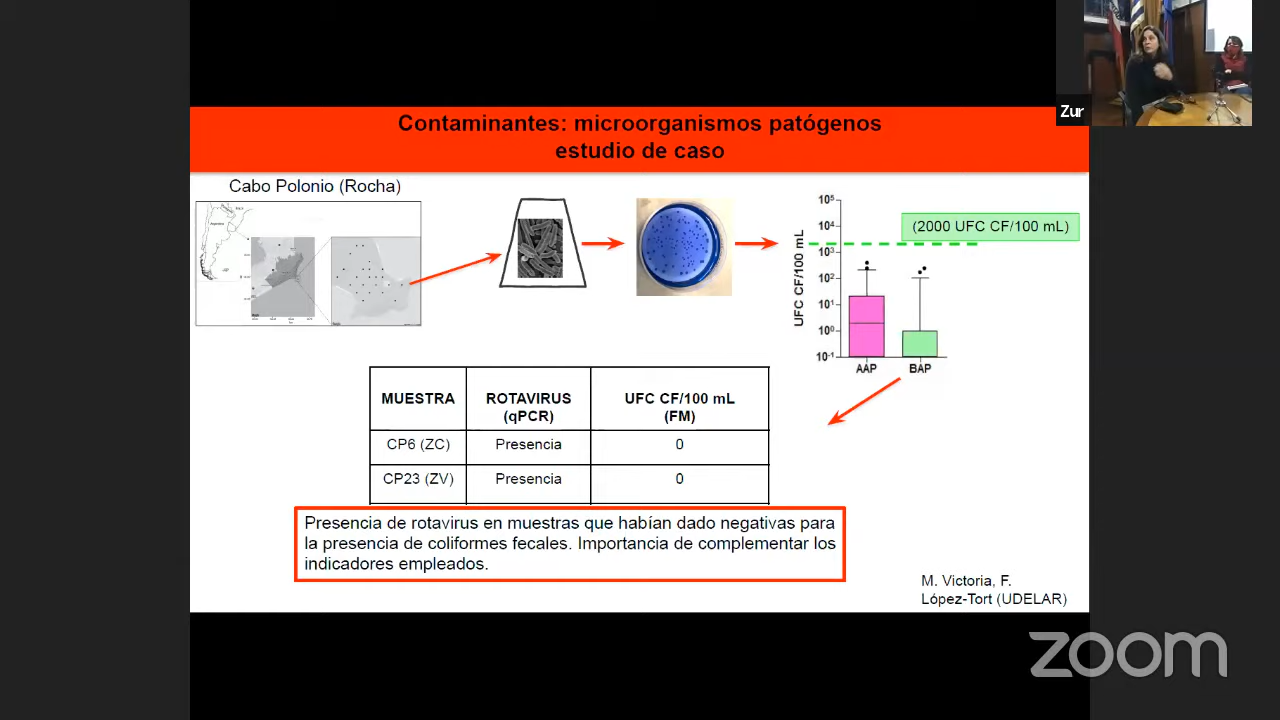 Zur
Contaminantes: microorganismos patógenos
estudio de caso
Cabo Polonio (Rocha)
UFC CF/100 mL
10⁵
10⁴
10³
10²
10¹
10⁰
10⁻¹
(2000 UFC CF/100 mL)
AAP
BAP
MUESTRA
ROTAVIRUS
(qPCR)
UFC CF/100 mL
(FM)
CP6 (ZC)
Presencia
0
CP23 (ZV)
Presencia
0
Presencia de rotavirus en muestras que habían dado negativas para
la presencia de coliformes fecales. Importancia de complementar los
indicadores empleados.
M. Victoria, F.
López-Tort (UDELAR)
zoom